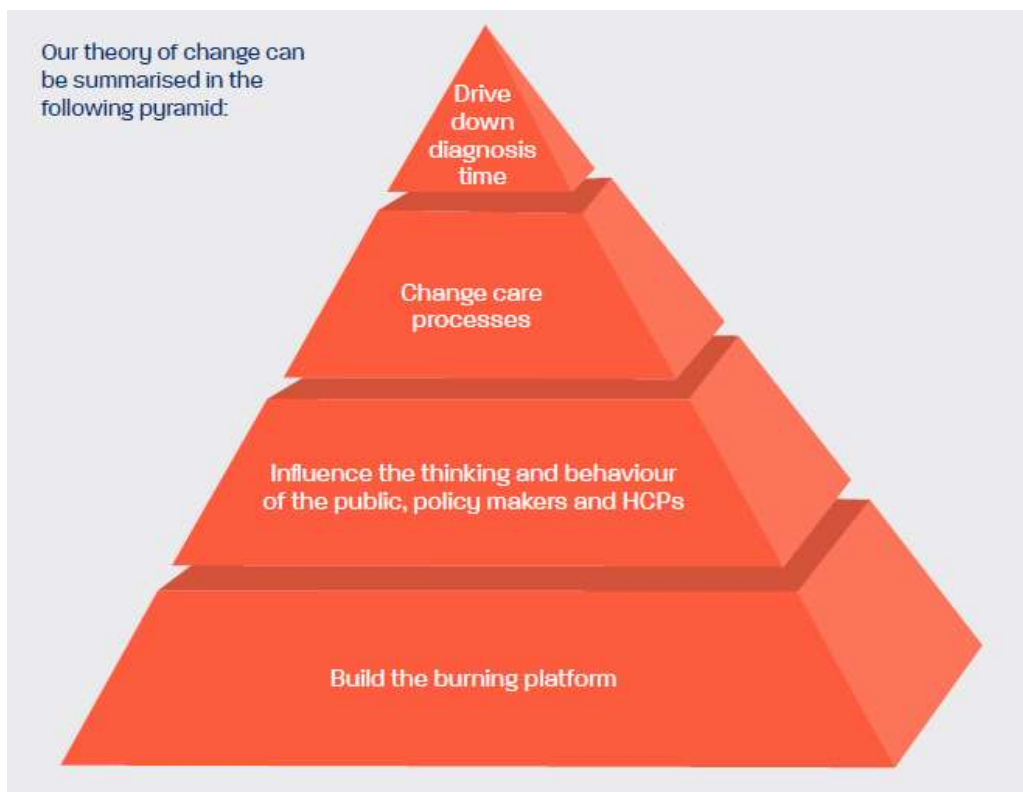 Our theory of change can
be summarised in the
following pyramid:
Drive
down
diagnosis
time
Change care
processes
Influence the thinking and behaviour
of the public, policy makers and HCPs
Build the burning platform